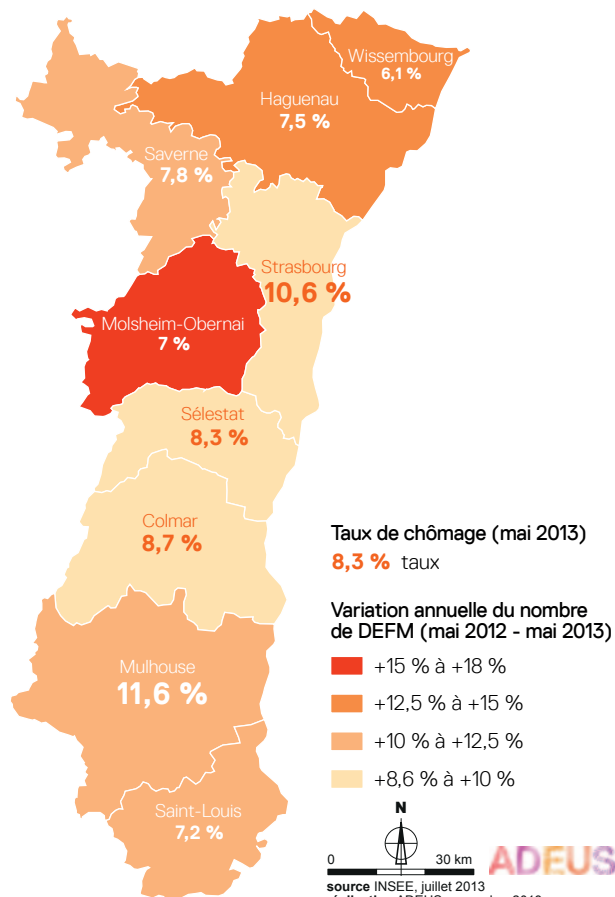 Wissembourg
6,1 %
Haguenau
7,5 %
Saverne
7,8 %
Strasbourg
10,6 %
Molsheim-Obernai
7 %
Sélestat
8,3 %
Colmar
8,7 %
Mulhouse
11,6 %
Saint-Louis
7,2 %
Taux de chômage (mai 2013)
8,3 % taux
Variation annuelle du nombre
de DEFM (mai 2012 - mai 2013)
+15 % à +18 %
+12,5 % à +15 %
+10 % à +12,5 %
+8,6 % à +10 %
N
0 30 km
ADEUS
source INSEE, juillet 2013